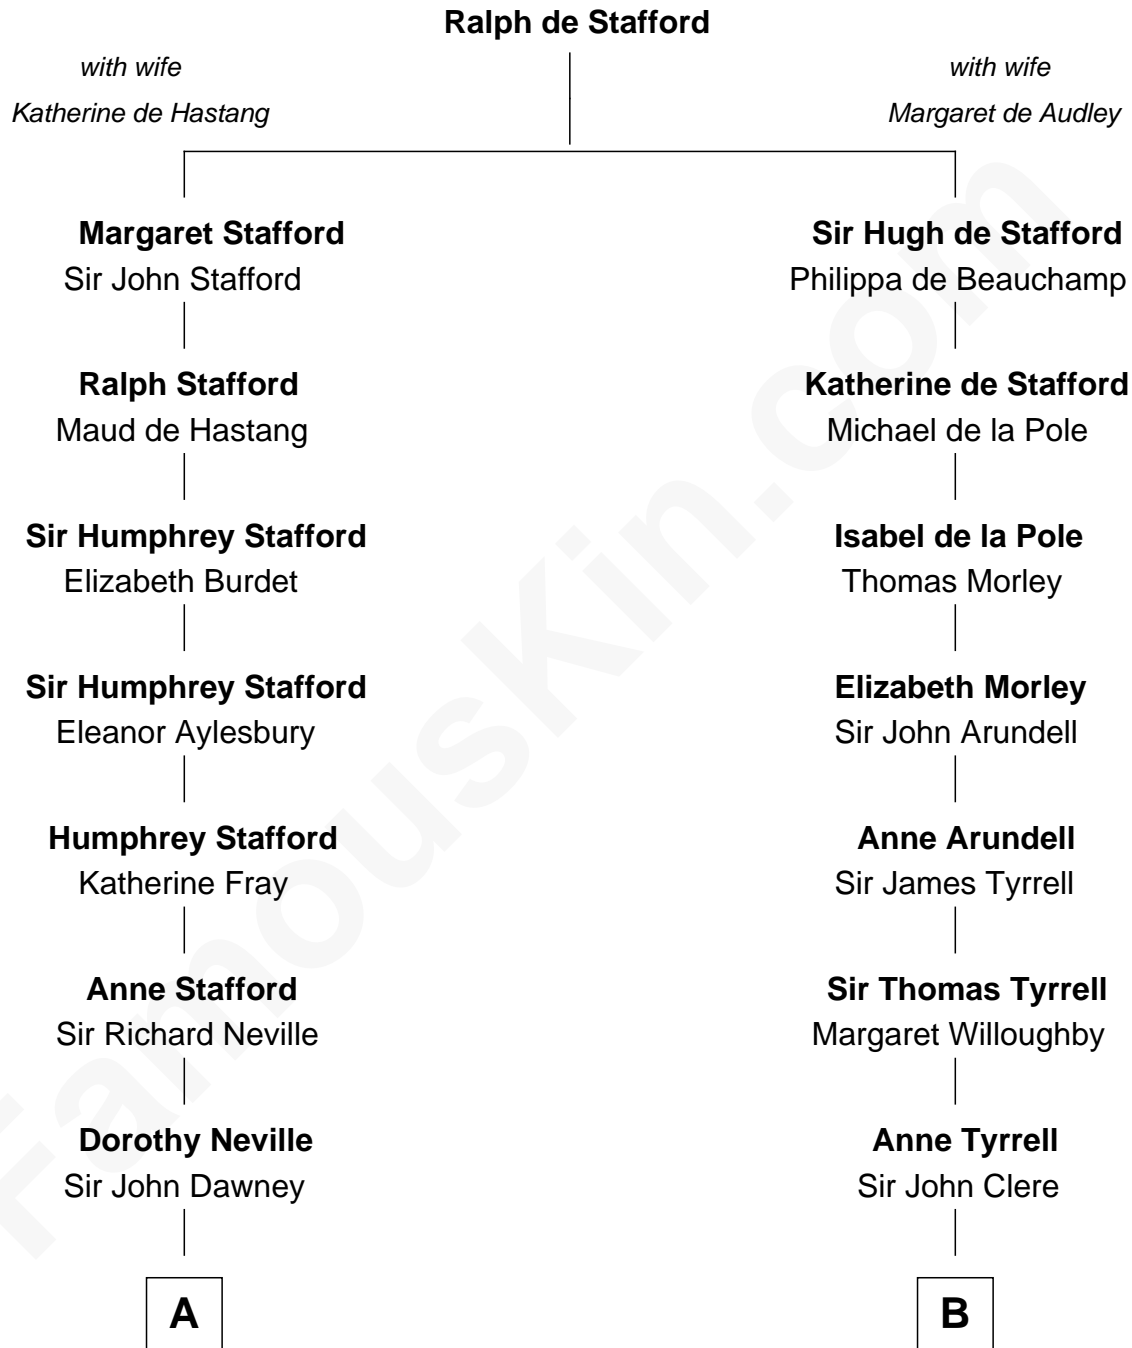 Ralph de Stafford
with wife
Katherine de Hastang
with wife
Margaret de Audley
Margaret Stafford
Sir John Stafford
Sir Hugh de Stafford
Philippa de Beauchamp
Ralph Stafford
Maud de Hastang
Katherine de Stafford
Michael de la Pole
Sir Humphrey Stafford
Elizabeth Burdet
Isabel de la Pole
Thomas Morley
Sir Humphrey Stafford
Eleanor Aylesbury
Elizabeth Morley
Sir John Arundell
Humphrey Stafford
Katherine Fray
Anne Arundell
Sir James Tyrrell
Anne Stafford
Sir Richard Neville
Sir Thomas Tyrrell
Margaret Willoughby
Dorothy Neville
Sir John Dawney
Anne Tyrrell
Sir John Clere
A
B
FamousKin.com